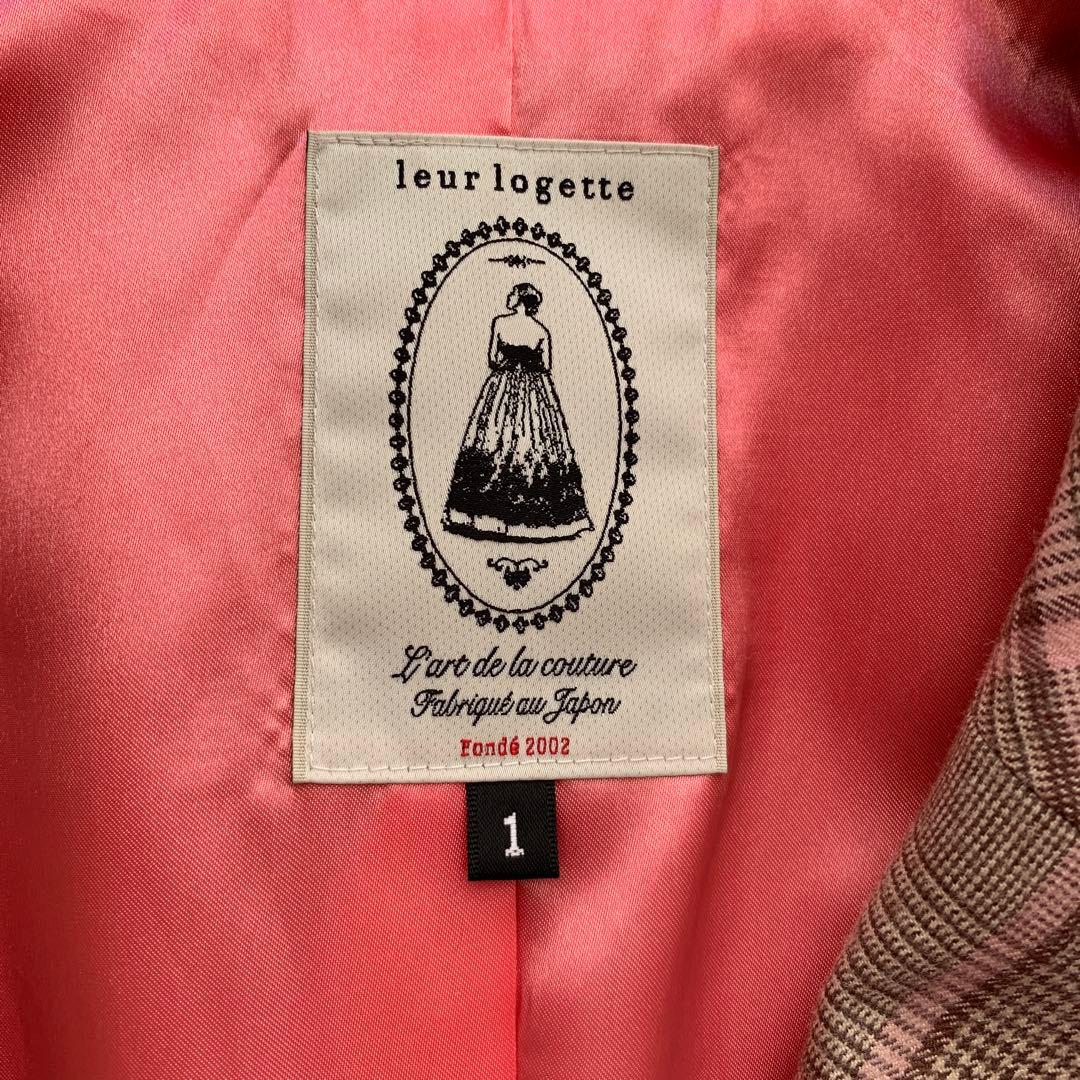 leur logette
L'art de la couture
Fabriqué au Japon
Fondé 2002
1